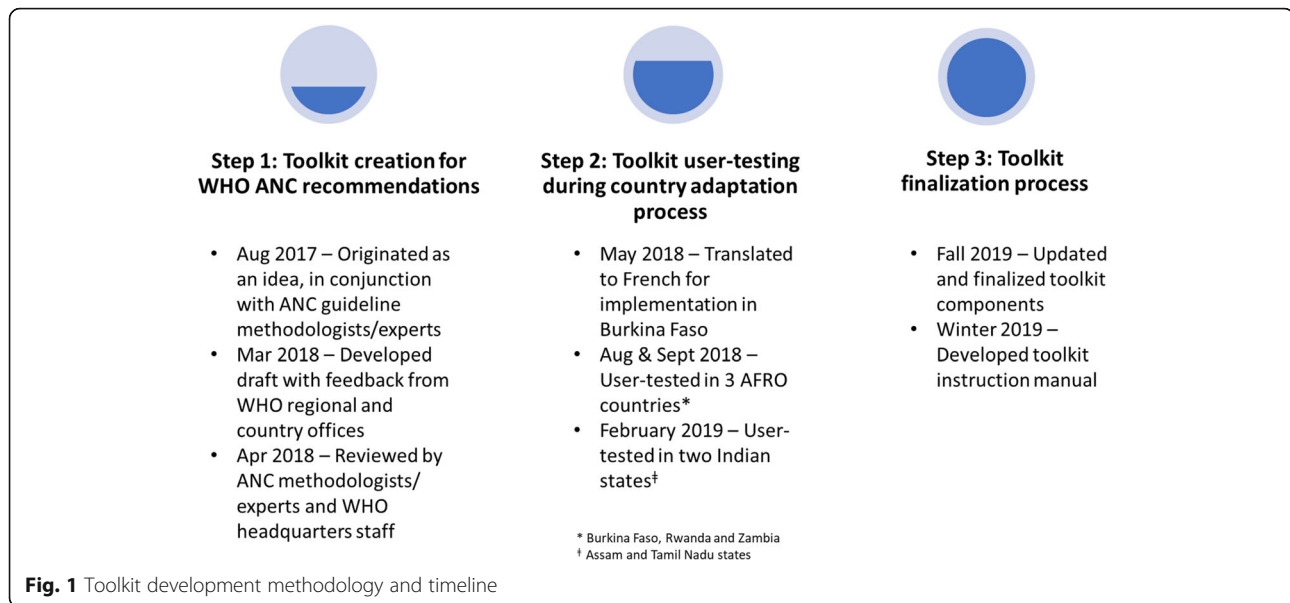 Step 1: Toolkit creation for
WHO ANC recommendations
• Aug 2017 – Originated as
an idea, in conjunction
with ANC guideline
methodologists/experts
• Mar 2018 – Developed
draft with feedback from
WHO regional and
country offices
• Apr 2018 – Reviewed by
ANC methodologists/
experts and WHO
headquarters staff
Step 2: Toolkit user-testing
during country adaptation
process
• May 2018 – Translated
to French for
implementation in
Burkina Faso
• Aug & Sept 2018 –
User-tested in 3 AFRO
countries*
• February 2019 – User-
tested in two Indian
states‡
* Burkina Faso, Rwanda and Zambia
‡ Assam and Tamil Nadu states
Step 3: Toolkit
finalization process
• Fall 2019 – Updated
and finalized toolkit
components
• Winter 2019 –
Developed toolkit
instruction manual
Fig. 1 Toolkit development methodology and timeline